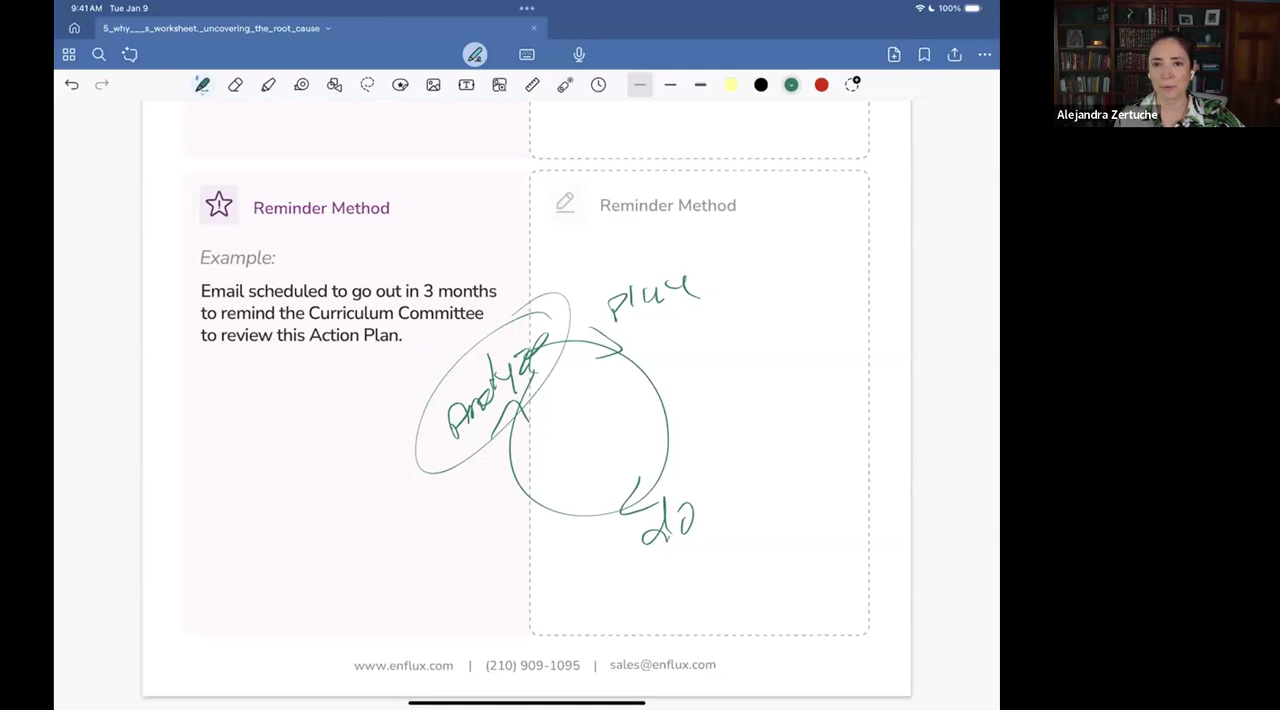 9:41 AM Tue Jan 9
100%
5_why___s_worksheet._uncovering_the_root_cause
Alejandra Zertuche
Reminder Method
Reminder Method
Example:
Email scheduled to go out in 3 months
to remind the Curriculum Committee
to review this Action Plan.
do
www.enflux.com | (210) 909-1095 | sales@enflux.com